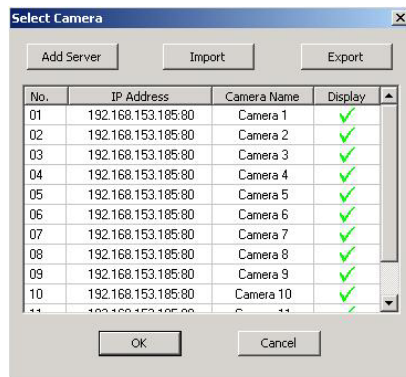 Select Camera
Add Server Import Export
No. IP Address Camera Name Display
01 192.168.153.185:80 Camera 1
02 192.168.153.185:80 Camera 2
03 192.168.153.185:80 Camera 3
04 192.168.153.185:80 Camera 4
05 192.168.153.185:80 Camera 5
06 192.168.153.185:80 Camera 6
07 192.168.153.185:80 Camera 7
08 192.168.153.185:80 Camera 8
09 192.168.153.185:80 Camera 9
10 192.168.153.185:80 Camera 10
OK Cancel